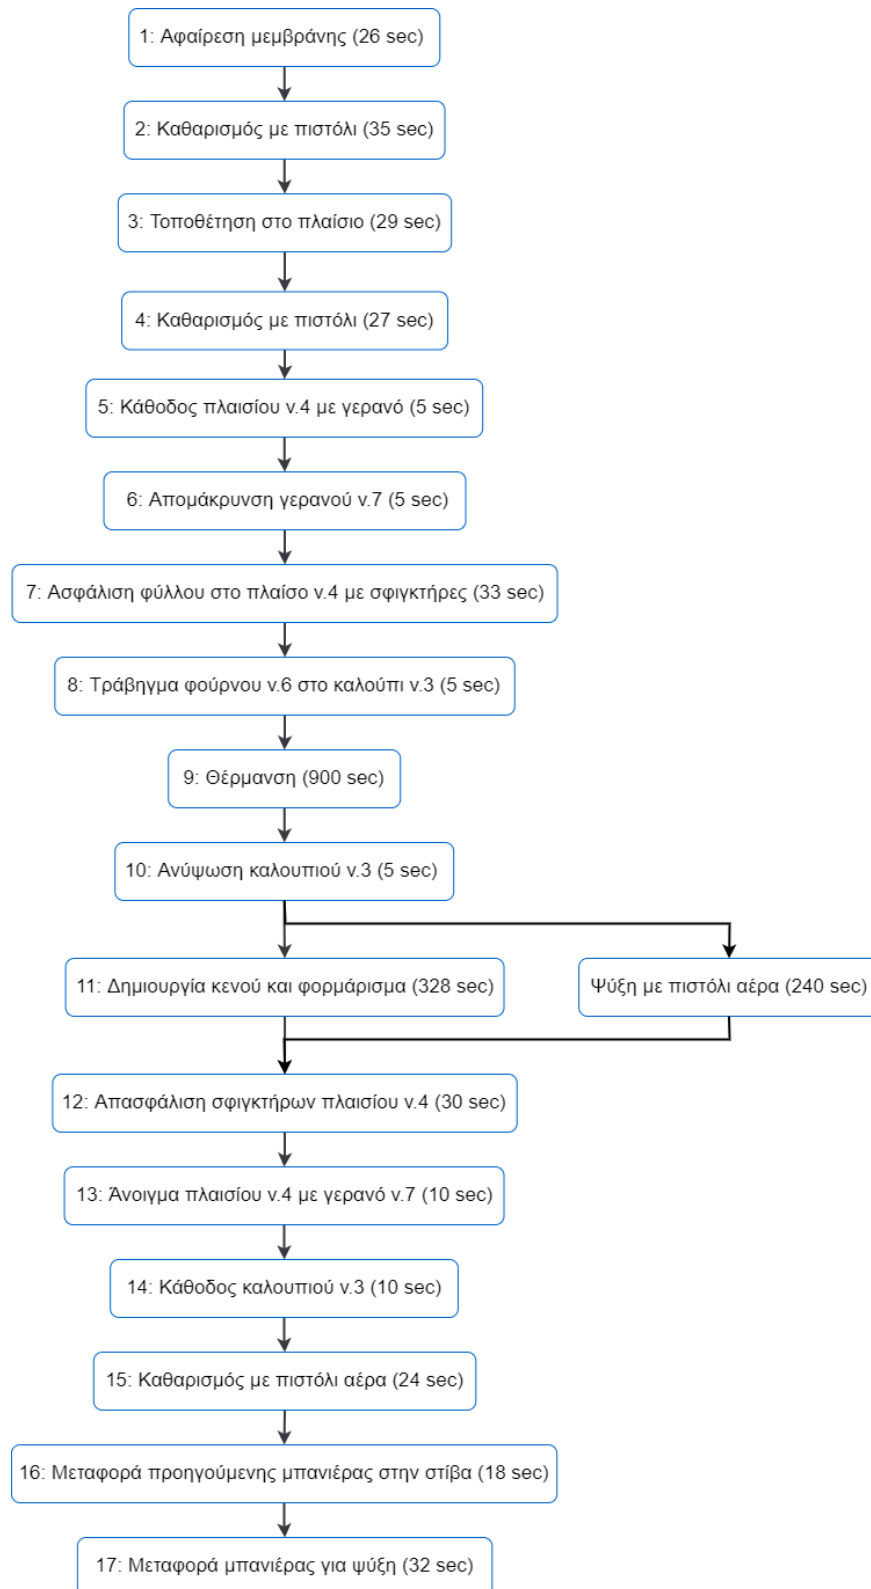 1: Αφαίρεση μεμβράνης (26 sec)
2: Καθαρισμός με πιστόλι (35 sec)
3: Τοποθέτηση στο πλαίσιο (29 sec)
4: Καθαρισμός με πιστόλι (27 sec)
5: Κάθοδος πλαισίου ν.4 με γερανό (5 sec)
6: Απομάκρυνση γερανού ν.7 (5 sec)
7: Ασφάλιση φύλλου στο πλαίσο ν.4 με σφιγκτήρες (33 sec)
8: Τράβηγμα φούρνου ν.6 στο καλούπι ν.3 (5 sec)
9: Θέρμανση (900 sec)
10: Ανύψωση καλουπιού ν.3 (5 sec)
11: Δημιουργία κενού και φορμάρισμα (328 sec)
Ψύξη με πιστόλι αέρα (240 sec)
12: Απασφάλιση σφιγκτήρων πλαισίου ν.4 (30 sec)
13: Άνοιγμα πλαισίου ν.4 με γερανό ν.7 (10 sec)
14: Κάθοδος καλουπιού ν.3 (10 sec)
15: Καθαρισμός με πιστόλι αέρα (24 sec)
16: Μεταφορά προηγούμενης μπανιέρας στην στίβα (18 sec)
17: Μεταφορά μπανιέρας για ψύξη (32 sec)